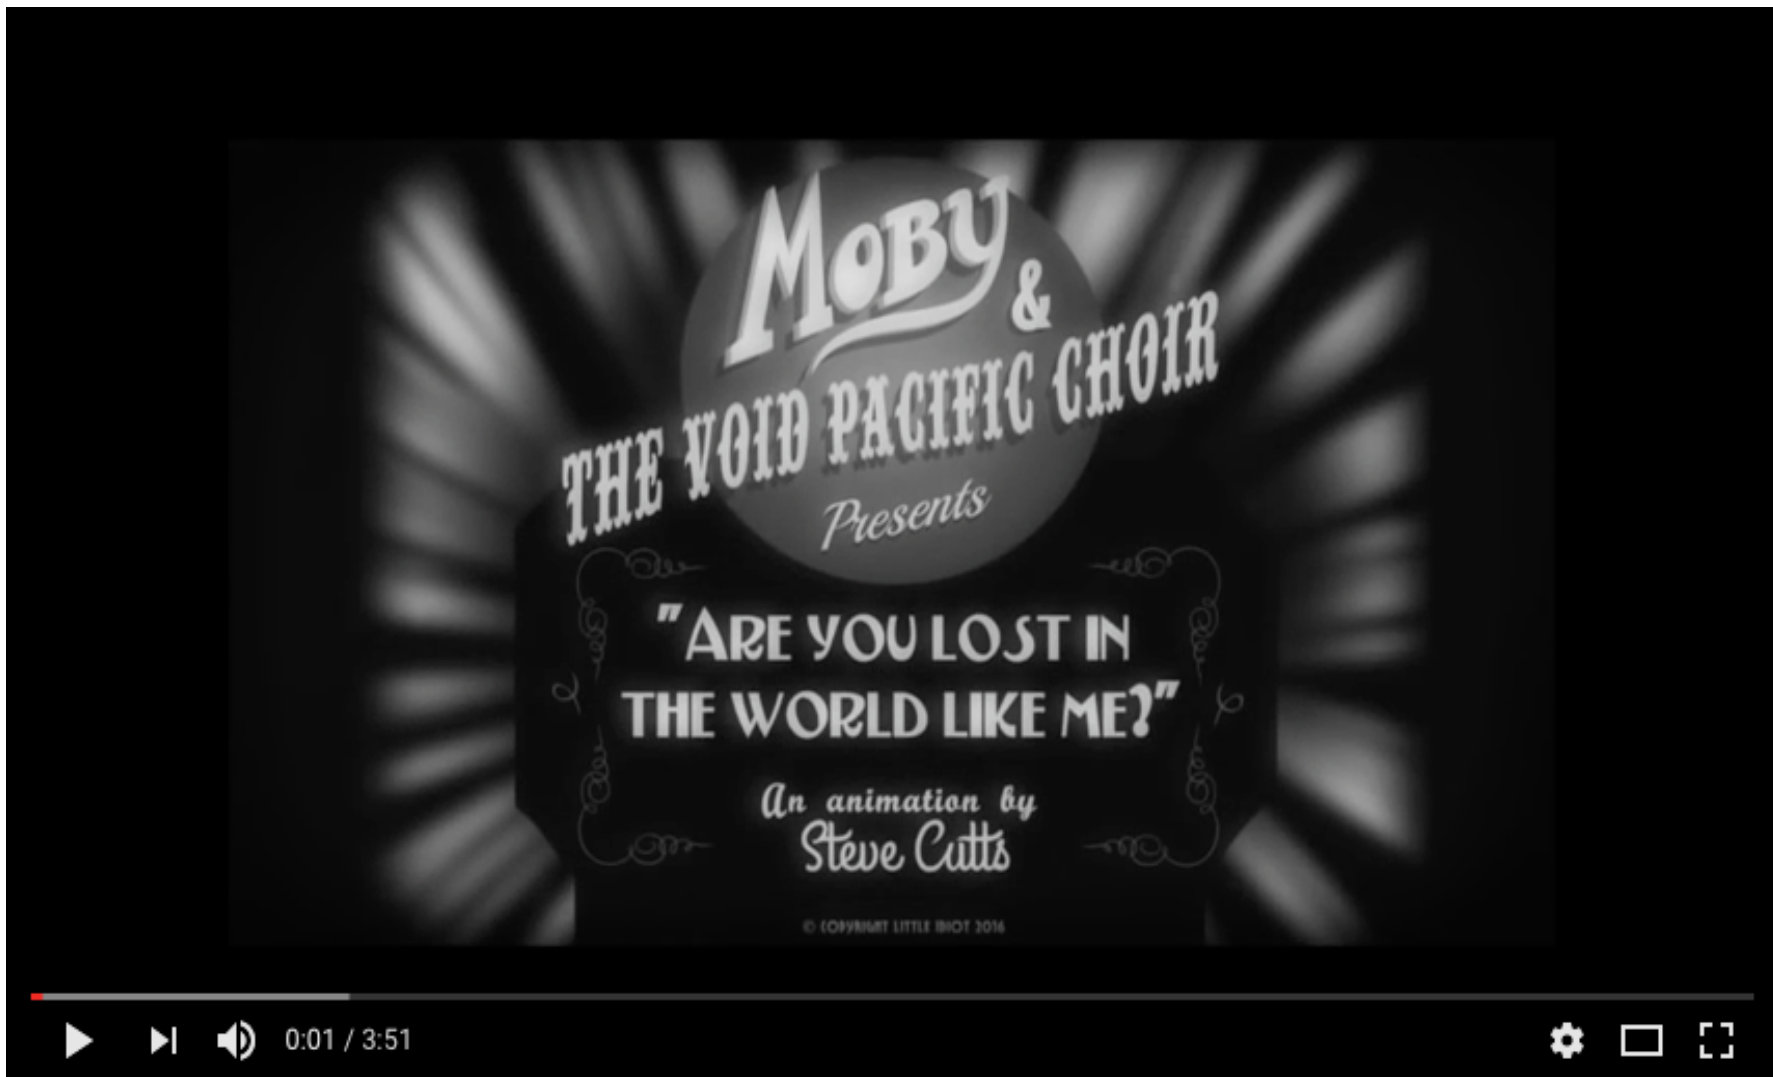 MOBY
&
THE VOID PACIFIC CHOIR
Presents
"ARE YOU LOST IN
THE WORLD LIKE ME?"
An animation by
Steve Cutts
© COPYRIGHT LITTLE IDIOT 2016
0:01 / 3:51